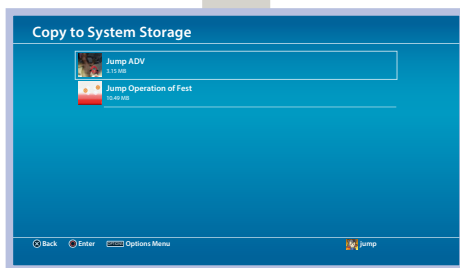 Copy to System Storage
Jump ADV
3.15 MB
Jump Operation of Fest
10.49 MB
Back Enter OPTIONS Options Menu jump